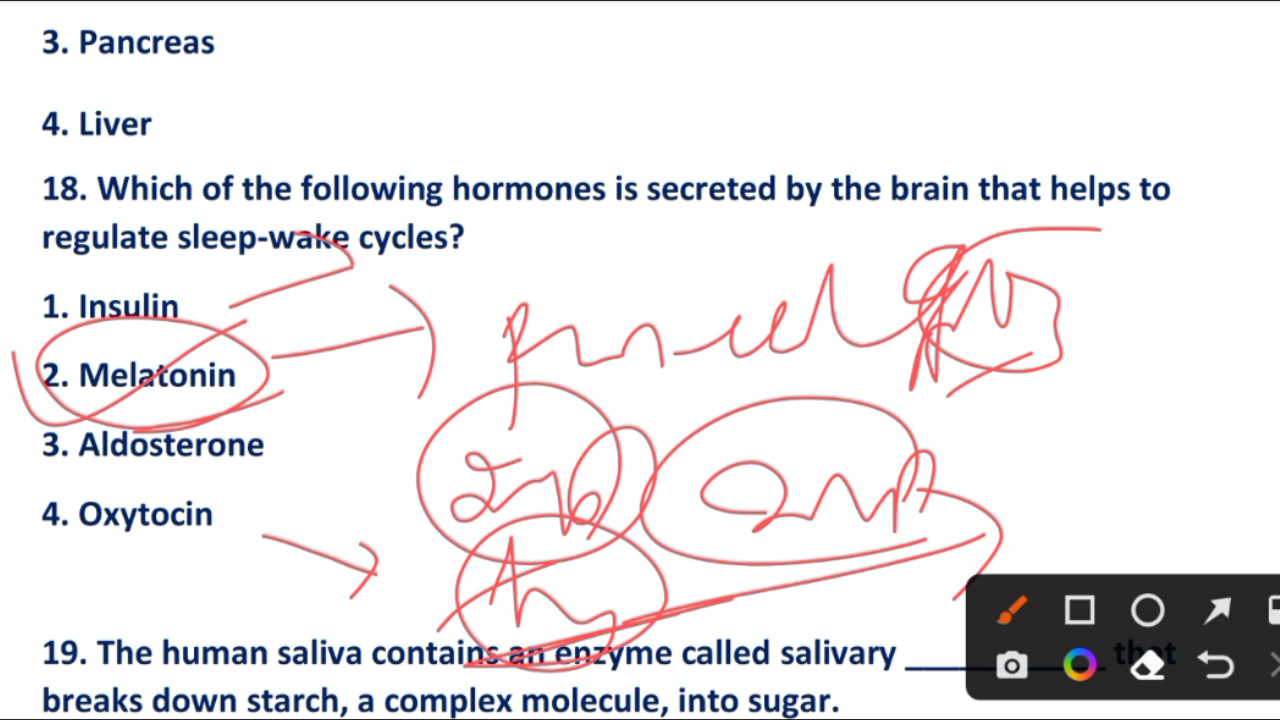 3. Pancreas
4. Liver
18. Which of the following hormones is secreted by the brain that helps to
regulate sleep-wake cycles?
1. Insulin
2. Melatonin
3. Aldosterone
4. Oxytocin
19. The human saliva contains an enzyme called salivary ____________ that
breaks down starch, a complex molecule, into sugar.